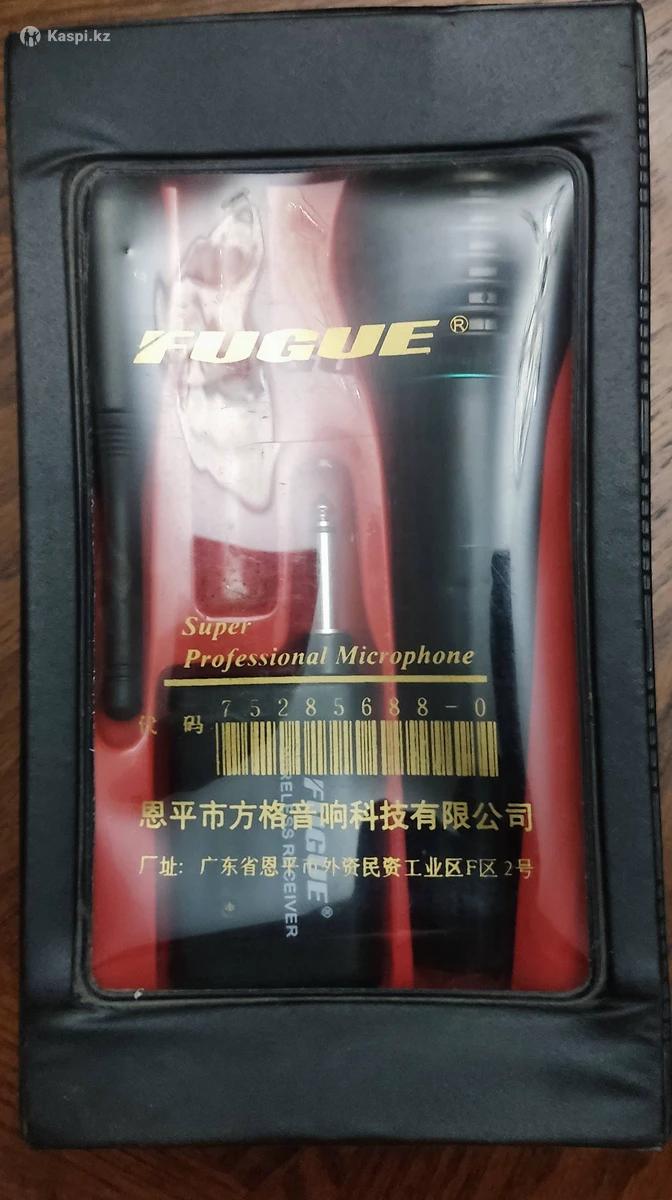 Kaspi.kz
FUGUE ®
Super
Professional Microphone
代 码 75285688-0
恩平市方格音响科技有限公司
厂址: 广东省恩平市外资民资工业区F区2号
FUGUE®
WIRELESS RECEIVER